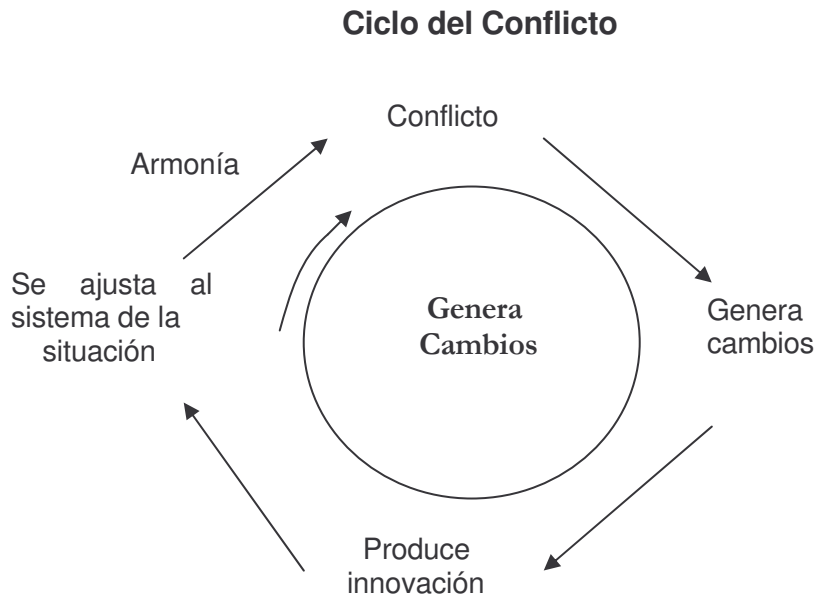 Ciclo del Conflicto
Conflicto
Armonía
Se ajusta al
sistema de la
situación
Genera
Cambios
Genera
cambios
Produce
innovación